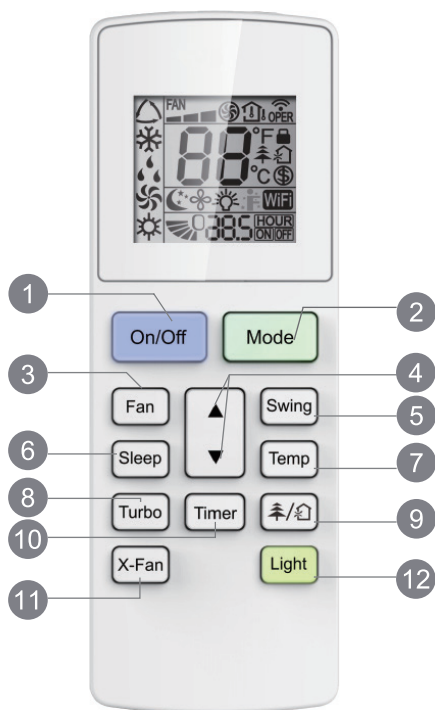 FAN
OPER
88 °F
°C
WiFi
0 38.5 HOUR
ON OFF
1
2
On/Off
Mode
3
4
Fan
Swing
5
6
Sleep
Temp
7
8
Turbo
Timer
/
9
10
X-Fan
Light
11
12